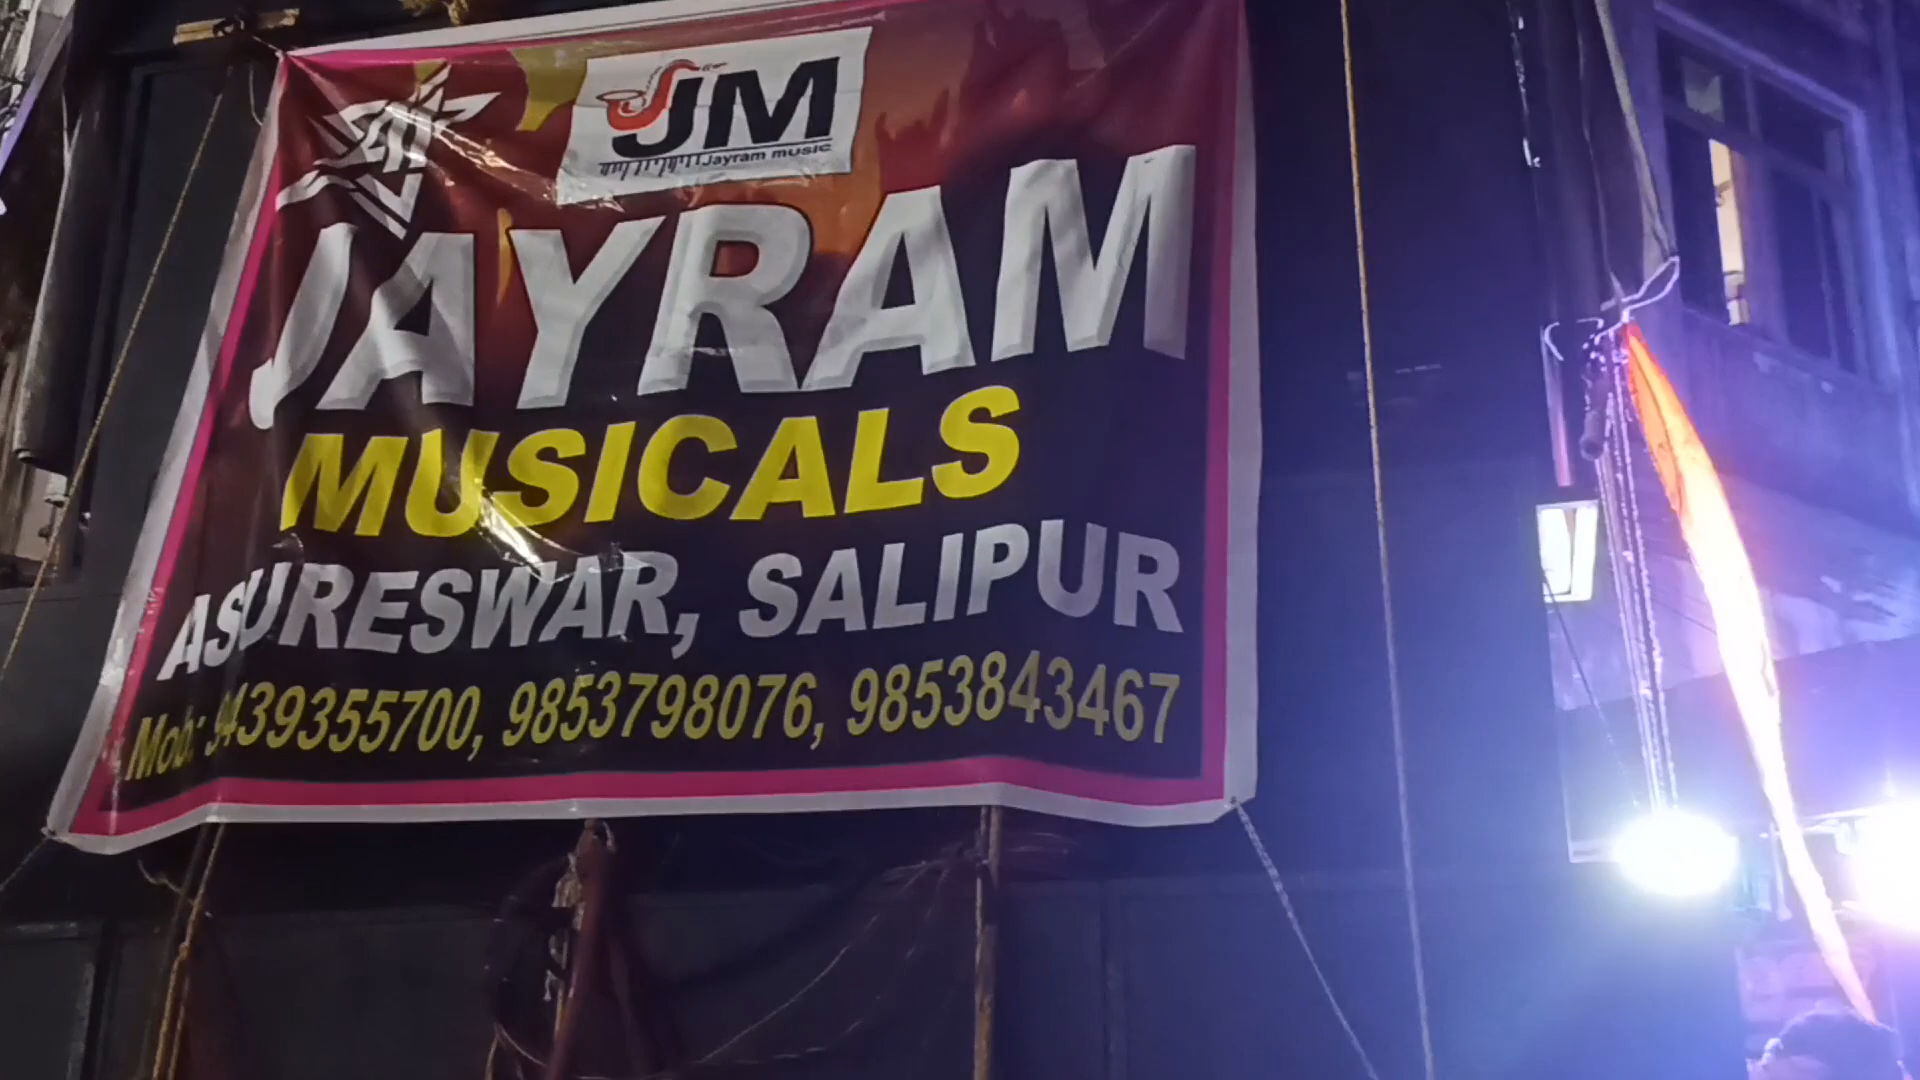 JM
Jayram music
JAYRAM
MUSICALS
ASURESWAR, SALIPUR
Mob: 9439355700, 9853798076, 9853843467